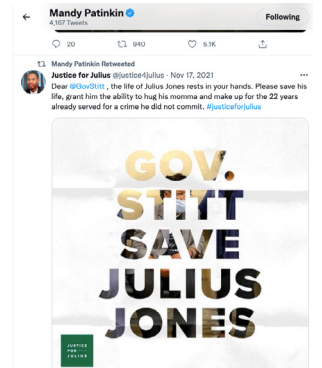 Mandy Patinkin
4,167 Tweets
Following
20
940
5.1K
Mandy Patinkin Retweeted
Justice for Julius @justice4julius · Nov 17, 2021
Dear @GovStitt , the life of Julius Jones rests in your hands. Please save his
life, grant him the ability to hug his momma and make up for the 22 years
already served for a crime he did not commit. #justiceforjulius
GOV.
STITT
SAVE
JULIUS
JONES
JUSTICE
FOR
JULIUS